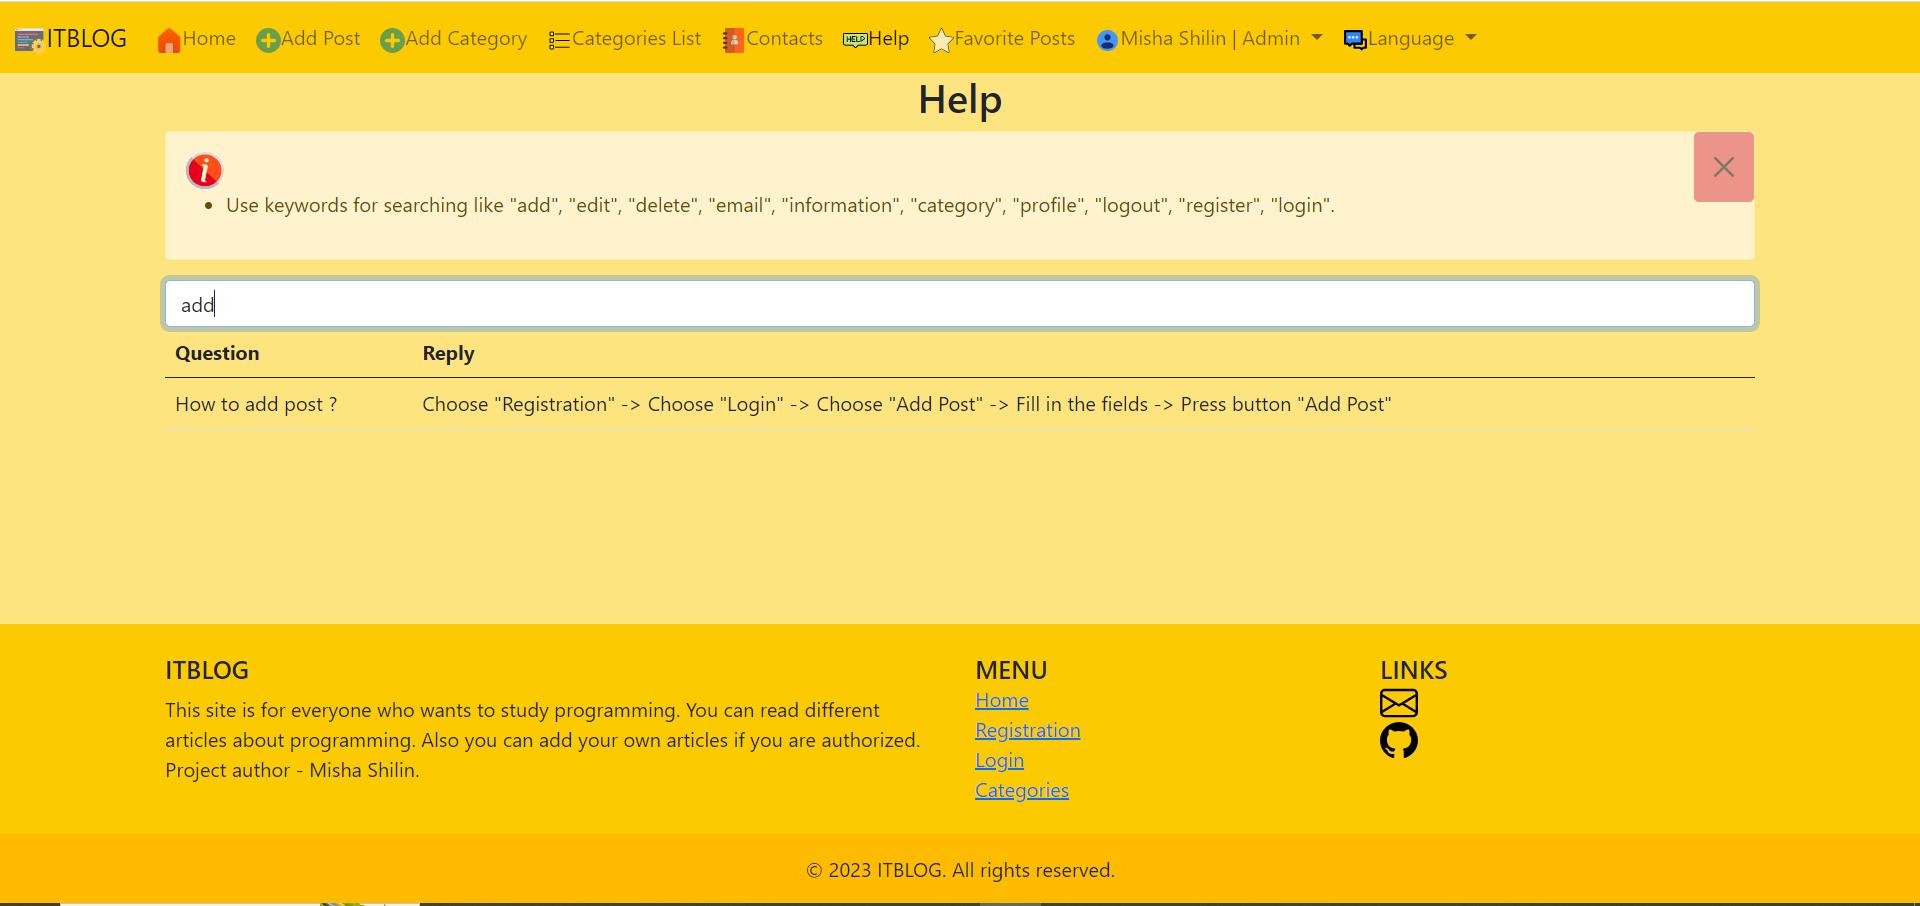 ITBLOG Home Add Post Add Category Categories List Contacts HELP Help Favorite Posts Misha Shilin | Admin Language
Help
i
• Use keywords for searching like "add", "edit", "delete", "email", "information", "category", "profile", "logout", "register", "login".
add
Question Reply
How to add post ? Choose "Registration" -> Choose "Login" -> Choose "Add Post" -> Fill in the fields -> Press button "Add Post"
ITBLOG
This site is for everyone who wants to study programming. You can read different
articles about programming. Also you can add your own articles if you are authorized.
Project author - Misha Shilin.
MENU
Home
Registration
Login
Categories
LINKS
© 2023 ITBLOG. All rights reserved.